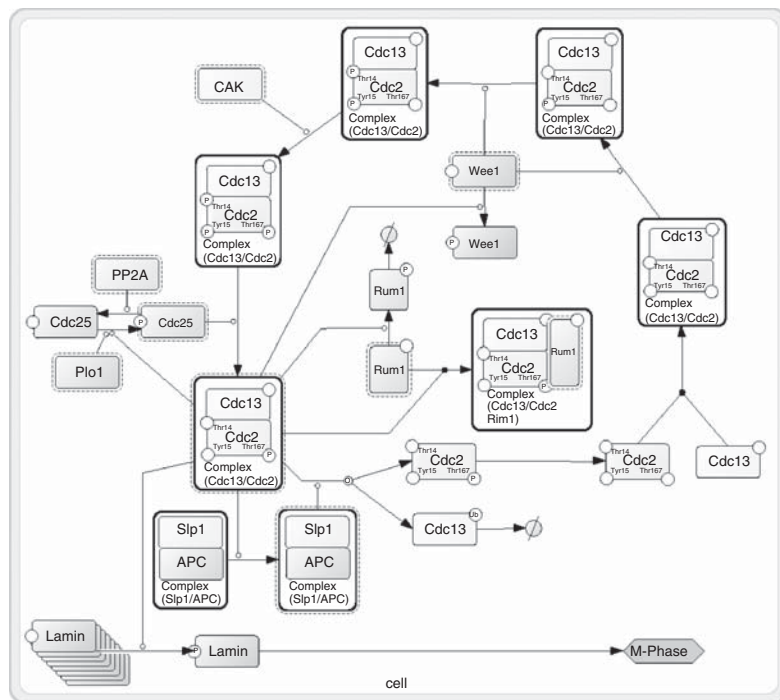 Cdc13
Thr14
Cdc2
Tyr15 Thr167
P
P
Complex
(Cdc13/Cdc2)
Cdc13
P
Thr14
Cdc2
Tyr15 Thr167
P
Complex
(Cdc13/Cdc2)
CAK
Cdc13
P
Thr14
Cdc2
Tyr15 Thr167
P
P
Complex
(Cdc13/Cdc2)
Wee1
P
Wee1
Cdc13
Thr14
Cdc2
Tyr15 Thr167
Complex
(Cdc13/Cdc2)
PP2A
Cdc25
P
Cdc25
Plo1
P
Rum1
Rum1
Cdc13
Thr14
Cdc2
Tyr15 Thr167
P
Rum1
Complex
(Cdc13/Cdc2
Rim1)
Cdc13
Thr14
Cdc2
Tyr15 Thr167
P
Complex
(Cdc13/Cdc2)
Thr14
Cdc2
Tyr15 Thr167
P
Thr14
Cdc2
Tyr15 Thr167
Cdc13
Ub
Cdc13
Slp1
APC
Complex
(Slp1/APC)
Slp1
APC
Complex
(Slp1/APC)
Lamin
P
Lamin
M-Phase
cell